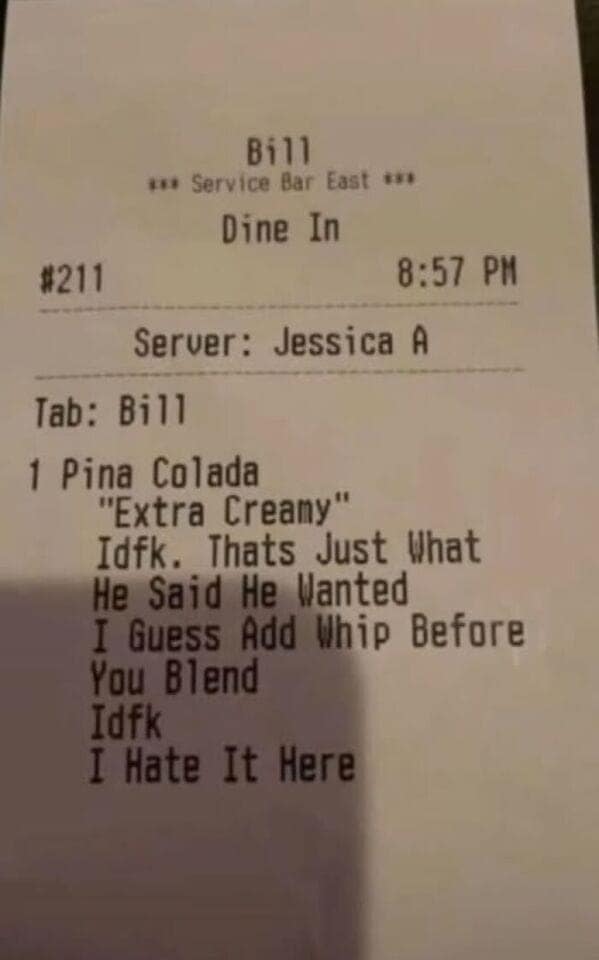 Bill
*** Service Bar East ***
Dine In
#211 8:57 PM
Server: Jessica A
Tab: Bill
1 Pina Colada
"Extra Creamy"
Idfk. Thats Just What
He Said He Wanted
I Guess Add Whip Before
You Blend
Idfk
I Hate It Here